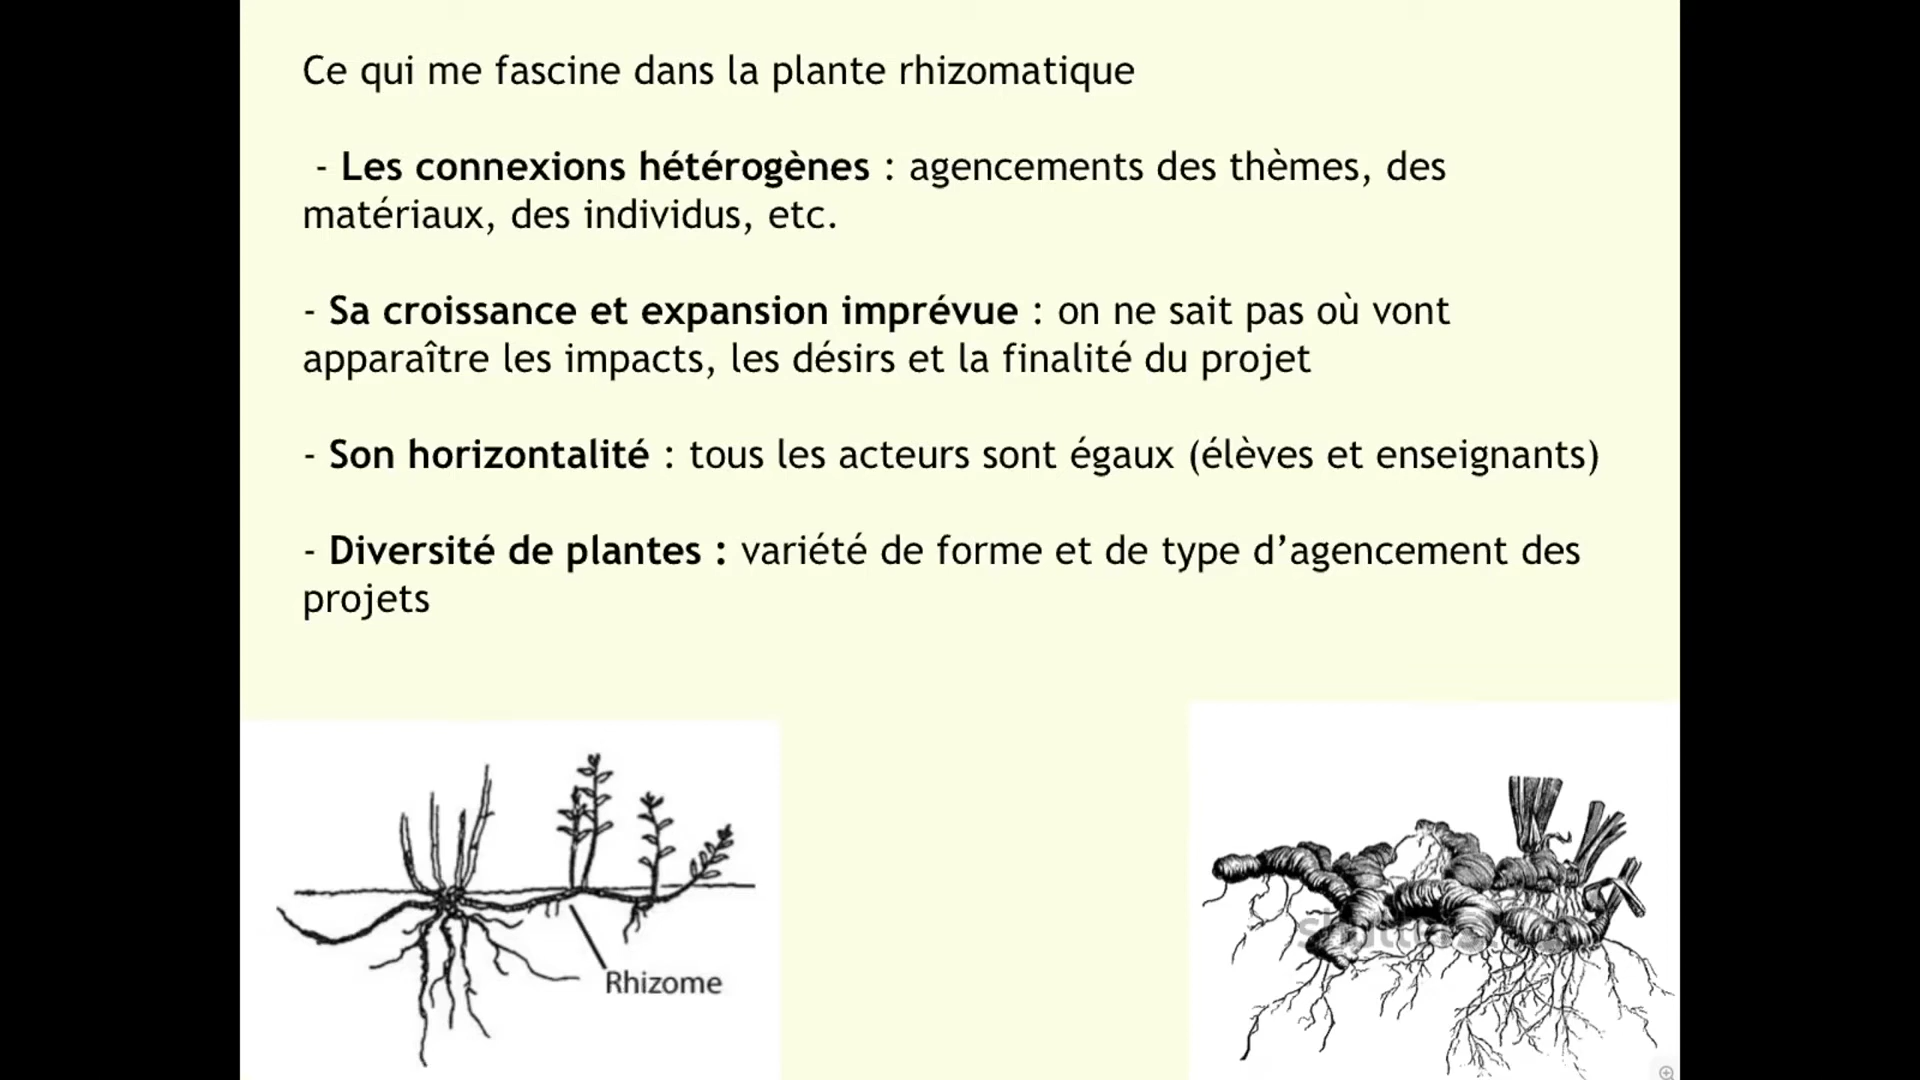 Ce qui me fascine dans la plante rhizomatique
- Les connexions hétérogènes : agencements des thèmes, des
matériaux, des individus, etc.
- Sa croissance et expansion imprévue : on ne sait pas où vont
apparaître les impacts, les désirs et la finalité du projet
- Son horizontalité : tous les acteurs sont égaux (élèves et enseignants)
- Diversité de plantes : variété de forme et de type d’agencement des
projets
Rhizome